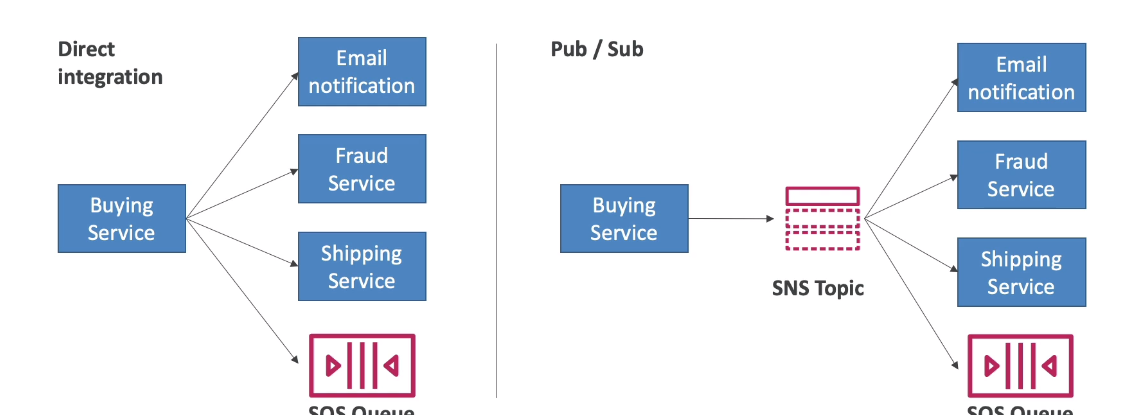 Direct
integration
Email
notification
Fraud
Service
Buying
Service
Shipping
Service
SQS Queue
Pub / Sub
Email
notification
Fraud
Service
Buying
Service
SNS Topic
Shipping
Service
SQS Queue